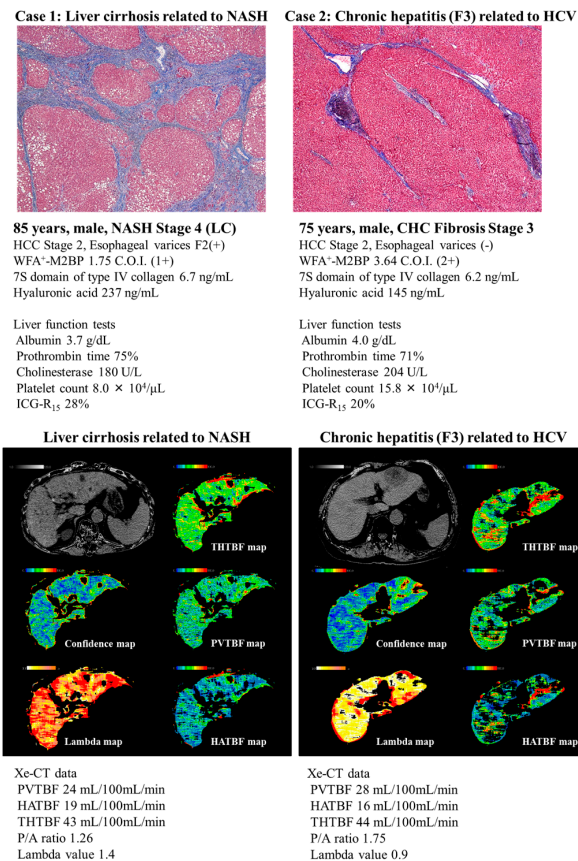 Case 1: Liver cirrhosis related to NASH
Case 2: Chronic hepatitis (F3) related to HCV
85 years, male, NASH Stage 4 (LC)
HCC Stage 2, Esophageal varices F2(+)
WFA⁺-M2BP 1.75 C.O.I. (1+)
7S domain of type IV collagen 6.7 ng/mL
Hyaluronic acid 237 ng/mL
Liver function tests
Albumin 3.7 g/dL
Prothrombin time 75%
Cholinesterase 180 U/L
Platelet count 8.0 × 10⁴/μL
ICG-R₁₅ 28%
75 years, male, CHC Fibrosis Stage 3
HCC Stage 2, Esophageal varices (-)
WFA⁺-M2BP 3.64 C.O.I. (2+)
7S domain of type IV collagen 6.2 ng/mL
Hyaluronic acid 145 ng/mL
Liver function tests
Albumin 4.0 g/dL
Prothrombin time 71%
Cholinesterase 204 U/L
Platelet count 15.8 × 10⁴/μL
ICG-R₁₅ 20%
Liver cirrhosis related to NASH
THTBF map
Confidence map
PVTBF map
Lambda map
HATBF map
Chronic hepatitis (F3) related to HCV
THTBF map
Confidence map
PVTBF map
Lambda map
HATBF map
Xe-CT data
PVTBF 24 mL/100mL/min
HATBF 19 mL/100mL/min
THTBF 43 mL/100mL/min
P/A ratio 1.26
Lambda value 1.4
Xe-CT data
PVTBF 28 mL/100mL/min
HATBF 16 mL/100mL/min
THTBF 44 mL/100mL/min
P/A ratio 1.75
Lambda value 0.9